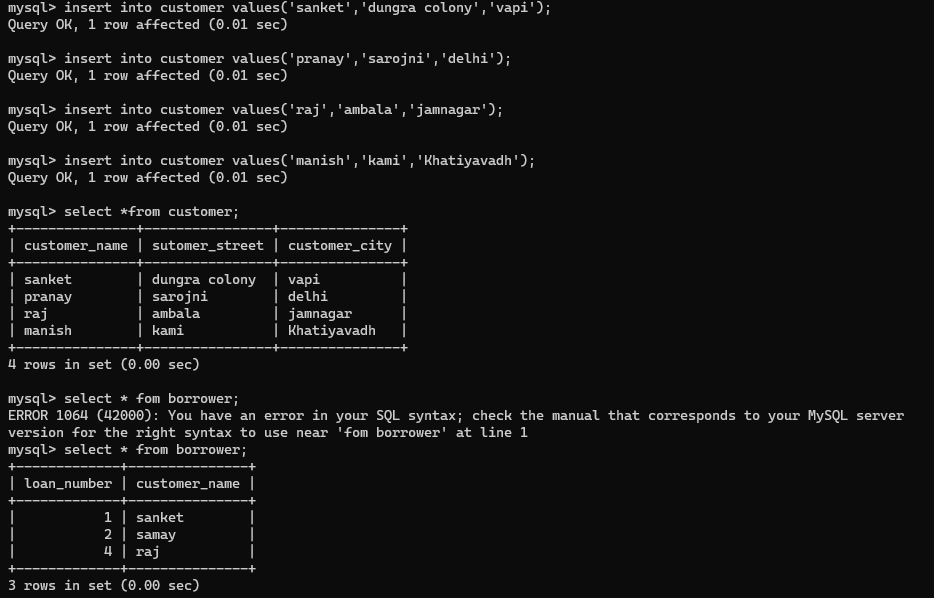 mysql> insert into customer values('sanket','dungra colony','vapi');
Query OK, 1 row affected (0.01 sec)

mysql> insert into customer values('pranay','sarojni','delhi');
Query OK, 1 row affected (0.01 sec)

mysql> insert into customer values('raj','ambala','jamnagar');
Query OK, 1 row affected (0.01 sec)

mysql> insert into customer values('manish','kami','Khatiyavadh');
Query OK, 1 row affected (0.01 sec)

mysql> select *from customer;
+---------------+----------------+---------------+
| customer_name | sutomer_street | customer_city |
+---------------+----------------+---------------+
| sanket        | dungra colony  | vapi          |
| pranay        | sarojni        | delhi         |
| raj           | ambala         | jamnagar      |
| manish        | kami           | Khatiyavadh   |
+---------------+----------------+---------------+
4 rows in set (0.00 sec)

mysql> select * fom borrower;
ERROR 1064 (42000): You have an error in your SQL syntax; check the manual that corresponds to your MySQL server
version for the right syntax to use near 'fom borrower' at line 1
mysql> select * from borrower;
+-------------+---------------+
| loan_number | customer_name |
+-------------+---------------+
|           1 | sanket        |
|           2 | samay         |
|           4 | raj           |
+-------------+---------------+
3 rows in set (0.00 sec)